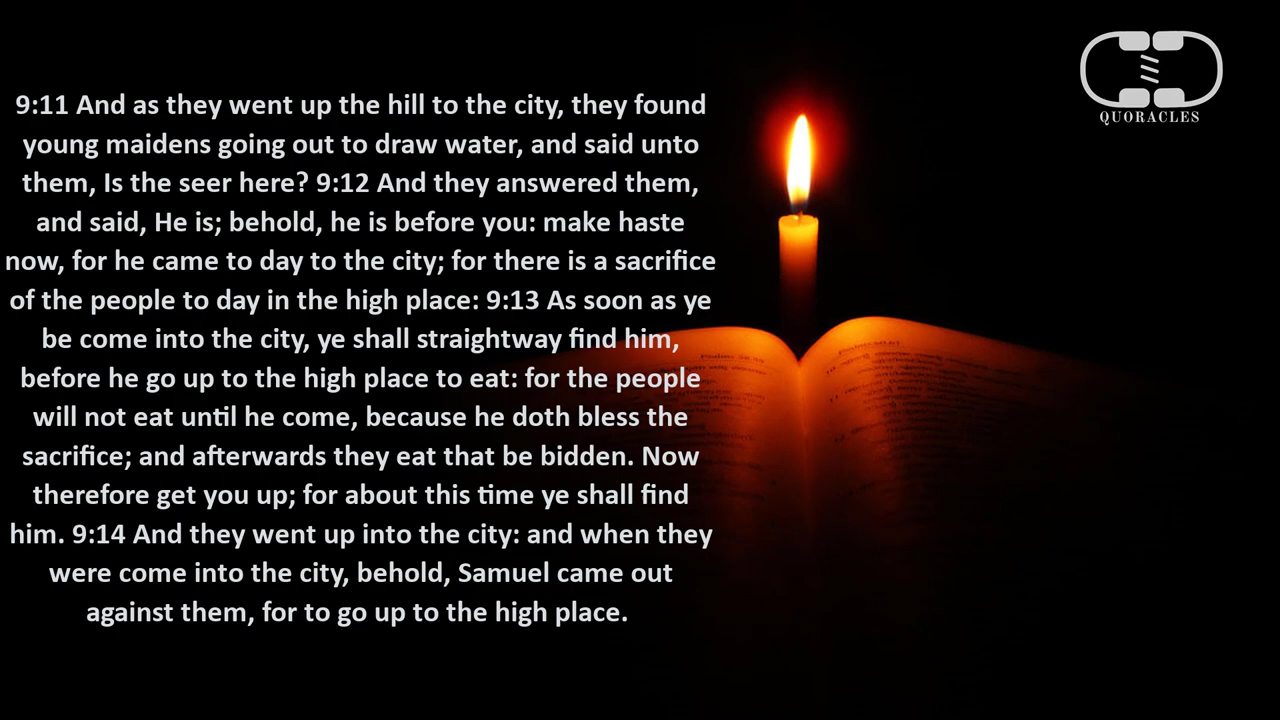 9:11 And as they went up the hill to the city, they found
young maidens going out to draw water, and said unto
them, Is the seer here? 9:12 And they answered them,
and said, He is; behold, he is before you: make haste
now, for he came to day to the city; for there is a sacrifice
of the people to day in the high place: 9:13 As soon as ye
be come into the city, ye shall straightway find him,
before he go up to the high place to eat: for the people
will not eat until he come, because he doth bless the
sacrifice; and afterwards they eat that be bidden. Now
therefore get you up; for about this time ye shall find
him. 9:14 And they went up into the city: and when they
were come into the city, behold, Samuel came out
against them, for to go up to the high place.
QUORACLES